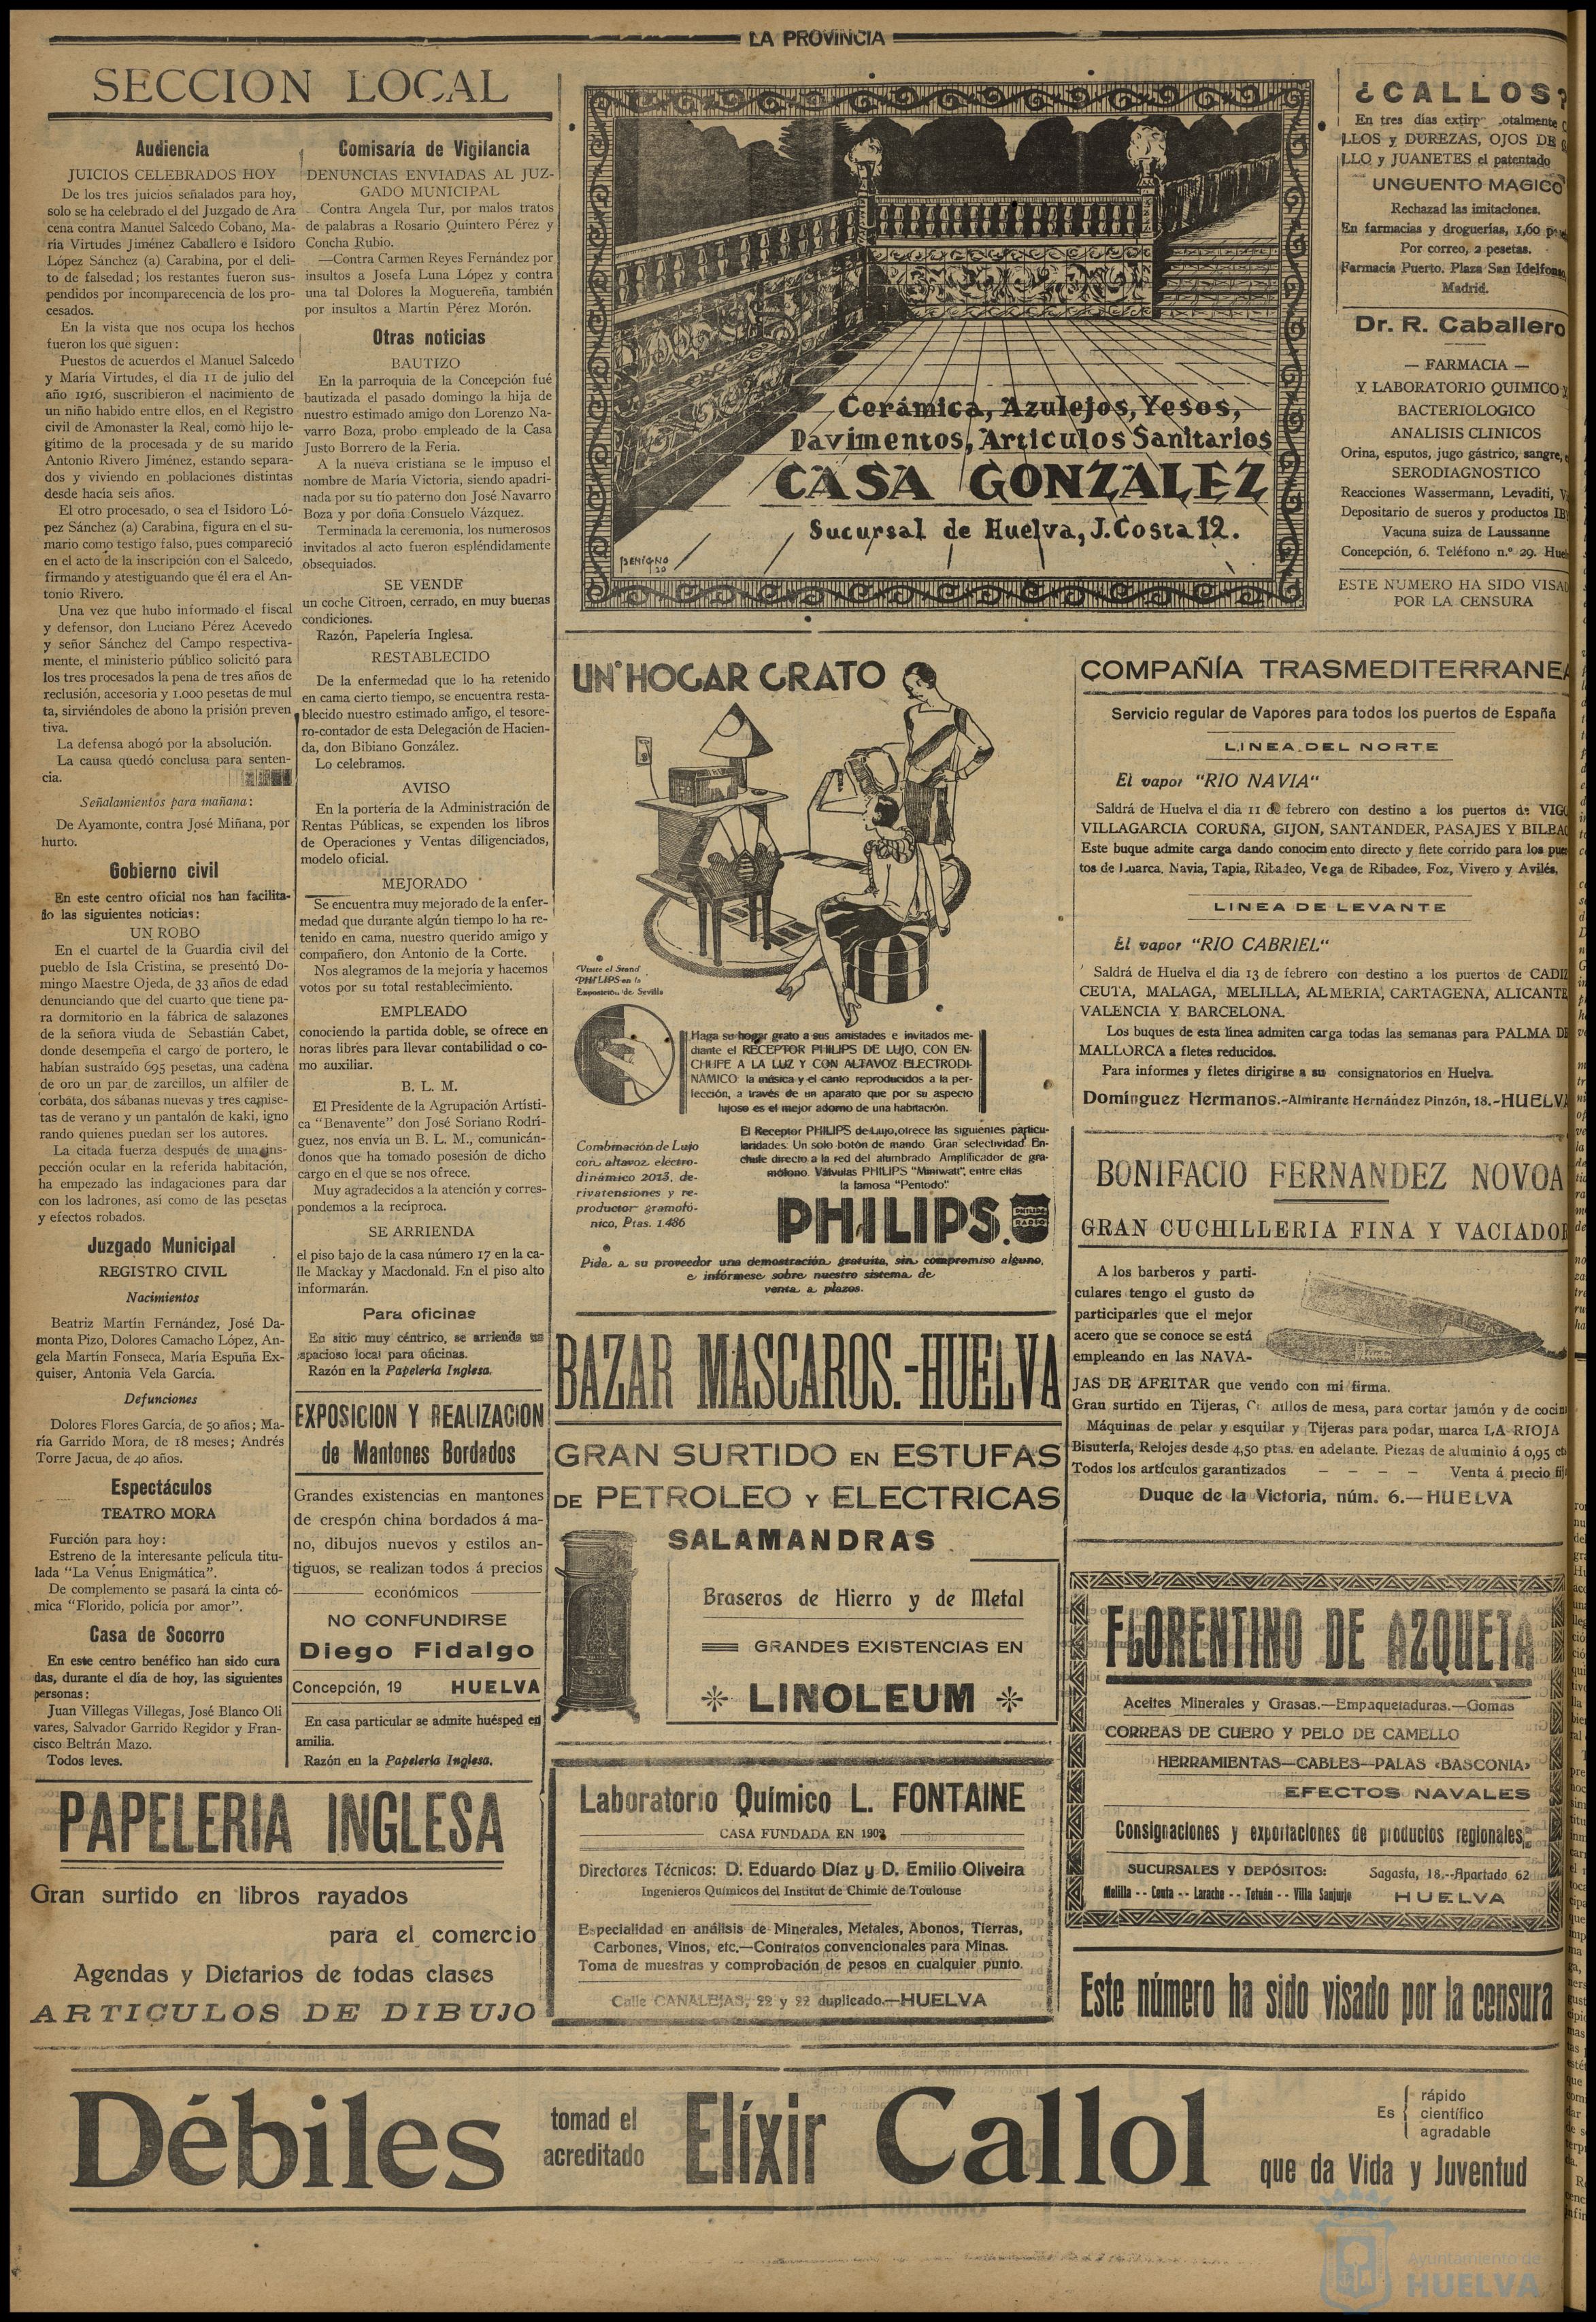 LA PROVINCIA
SECCION LOCAL
Audiencia
JUICIOS CELEBRADOS HOY
De los tres juicios señalados para hoy,
solo se ha celebrado el del Juzgado de Ara
cena contra Manuel Salcedo Cobano, Ma-
ría Virtudes Jiménez Caballero e Isidoro
López Sánchez (a) Carabina, por el deli-
to de falsedad; los restantes fueron sus-
pendidos por incomparecencia de los pro-
cesados.
En la vista que nos ocupa los hechos
fueron los que siguen:
Puestos de acuerdos el Manuel Salcedo
y María Virtudes, el día 11 de julio del
año 1916, suscribieron el nacimiento de
un niño habido entre ellos, en el Registro
civil de Amonaster la Real, como hijo le-
gítimo de la procesada y de su marido
Antonio Rivero Jiménez, estando separa-
dos y viviendo en poblaciones distintas
desde hacía seis años.
El otro procesado, o sea el Isidoro Ló-
pez Sánchez (a) Carabina, figura en el su-
mario como testigo falso, pues compareció
en el acto de la inscripción con el Salcedo,
firmando y atestiguando que él era el An-
tonio Rivero.
Una vez que hubo informado el fiscal
y defensor, don Luciano Pérez Acevedo
y señor Sánchez del Campo respectiva-
mente, el ministerio público solicitó para
los tres procesados la pena de tres años de
reclusión, accesoria y 1.000 pesetas de mul
ta, sirviéndoles de abono la prisión preven
tiva.
La defensa abogó por la absolución.
La causa quedó conclusa para senten-
cia.
Señalamientos para mañana:
De Ayamonte, contra José Miñana, por
hurto.
Gobierno civil
En este centro oficial nos han facilita-
do las siguientes noticias:
UN ROBO
En el cuartel de la Guardia civil del
pueblo de Isla Cristina, se presentó Do-
mingo Maestre Ojeda, de 33 años de edad
denunciando que del cuarto que tiene pa-
ra dormitorio en la fábrica de salazones
de la señora viuda de Sebastián Cabet,
donde desempeña el cargo de portero, le
habían sustraído 695 pesetas, una cadena
de oro un par de zarcillos, un alfiler de
corbata, dos sábanas nuevas y tres camise-
tas de verano y un pantalón de kaki, igno
rando quienes puedan ser los autores.
La citada fuerza después de una ins-
pección ocular en la referida habitación,
ha empezado las indagaciones para dar
con los ladrones, así como de las pesetas
y efectos robados.
Juzgado Municipal
REGISTRO CIVIL
Nacimientos
Beatriz Martín Fernández, José Da-
monta Pizo, Dolores Camacho López, An-
gela Martín Fonseca, María Espuña Ex-
quiser, Antonia Vela García.
Defunciones
Dolores Flores García, de 50 años; Ma-
ría Garrido Mora, de 18 meses; Andrés
Torre Jacua, de 40 años.
Espectáculos
TEATRO MORA
Función para hoy:
Estreno de la interesante película titu-
lada "La Venus Enigmática".
De complemento se pasará la cinta có-
mica "Florido, policía por amor".
Casa de Socorro
En este centro benéfico han sido cura
das, durante el día de hoy, las siguientes
personas:
Juan Villegas Villegas, José Blanco Oli
vares, Salvador Garrido Regidor y Fran-
cisco Beltrán Mazo.
Todos leves.
Comisaría de Vigilancia
DENUNCIAS ENVIADAS AL JUZ-
GADO MUNICIPAL
Contra Angela Tur, por malos tratos
de palabras a Rosario Quintero Pérez y
Concha Rubio.
—Contra Carmen Reyes Fernández por
insultos a Josefa Luna López y contra
una tal Dolores la Moguereña, también
por insultos a Martín Pérez Morón.
Otras noticias
BAUTIZO
En la parroquia de la Concepción fué
bautizada el pasado domingo la hija de
nuestro estimado amigo don Lorenzo Na-
varro Boza, probo empleado de la Casa
Justo Borrero de la Feria.
A la nueva cristiana se le impuso el
nombre de María Victoria, siendo apadri-
nada por su tío paterno don José Navarro
Boza y por doña Consuelo Vázquez.
Terminada la ceremonia, los numerosos
invitados al acto fueron espléndidamente
obsequiados.
SE VENDE
un coche Citroen, cerrado, en muy buenas
condiciones.
Razón, Papelería Inglesa.
RESTABLECIDO
De la enfermedad que lo ha retenido
en cama cierto tiempo, se encuentra resta-
blecido nuestro estimado amigo, el tesore-
ro-contador de esta Delegación de Hacien-
da, don Bibiano González.
Lo celebramos.
AVISO
En la portería de la Administración de
Rentas Públicas, se expenden los libros
de Operaciones y Ventas diligenciados,
modelo oficial.
MEJORADO
Se encuentra muy mejorado de la enfer-
medad que durante algún tiempo lo ha re-
tenido en cama, nuestro querido amigo y
compañero, don Antonio de la Corte.
Nos alegramos de la mejoría y hacemos
votos por su total restablecimiento.
EMPLEADO
conociendo la partida doble, se ofrece en
horas libres para llevar contabilidad o co-
mo auxiliar.
B. L. M.
El Presidente de la Agrupación Artísti-
ca "Benavente" don José Soriano Rodrí-
guez, nos envía un B. L. M., comunicán-
donos que ha tomado posesión de dicho
cargo en el que se nos ofrece.
Muy agradecidos a la atención y corres-
pondemos a la recíproca.
SE ARRIENDA
el piso bajo de la casa número 17 en la ca-
lle Mackay y Macdonald. En el piso alto
informarán.
Para oficinas
En sitio muy céntrico, se arrienda un
espacioso local para oficinas.
Razón en la Papelería Inglesa.
EXPOSICION Y REALIZACION
de Mantones Bordados
Grandes existencias en mantones
de crespón china bordados á ma-
no, dibujos nuevos y estilos an-
tiguos, se realizan todos á precios
económicos
NO CONFUNDIRSE
Diego Fidalgo
Concepción, 19 HUELVA
En casa particular se admite huésped en
amilia.
Razón en la Papelería Inglesa.
PAPELERIA INGLESA
Gran surtido en libros rayados
para el comercio
Agendas y Dietarios de todas clases
ARTICULOS DE DIBUJO
Cerámica, Azulejos, Yesos,
Pavimentos, Articulos Sanitarios
CASA GONZALEZ
Sucursal de Huelva, J. Costa 12.
BENIGNO
30
UN HOGAR GRATO
Visite el Stand
PHILIPS en la
Exposición de Sevilla
Haga su hogar grato a sus amistades e invitados me-
diante el RECEPTOR PHILIPS DE LUJO, CON EN-
CHUFE A LA LUZ Y CON ALTAVOZ ELECTRODI-
NÁMICO: la música y el canto reproducidos a la per-
fección, a través de un aparato que por su aspecto
lujoso es el mejor adorno de una habitación.
El Receptor PHILIPS de Lujo, ofrece las siguientes particu-
laridades: Un solo botón de mando. Gran selectividad. En-
chufe directo a la red del alumbrado. Amplificador de gra-
mófono. Válvulas PHILIPS "Miniwatt", entre ellas
la famosa "Pentodo"
Combinación de Lujo
con altavoz electro-
dinámico 2013, de-
rivatensiones y re-
productor gramofó-
nico, Ptas. 1.486
PHILIPS.
PHILIPS
RADIO
Pida a su proveedor una demostración gratuita, sin compromiso alguno,
e infórmese sobre nuestro sistema de
venta a plazos.
BAZAR MASCAROS.-HUELVA
GRAN SURTIDO EN ESTUFAS
DE PETROLEO Y ELECTRICAS
SALAMANDRAS
Braseros de Hierro y de Metal
GRANDES EXISTENCIAS EN
LINOLEUM
Laboratorio Químico L. FONTAINE
CASA FUNDADA EN 1902
Directores Técnicos: D. Eduardo Díaz y D. Emilio Oliveira
Ingenieros Químicos del Institut de Chimie de Toulouse
Especialidad en análisis de Minerales, Metales, Abonos, Tierras,
Carbones, Vinos, etc.—Contratos convencionales para Minas.
Toma de muestras y comprobación de pesos en cualquier punto.
Calle CANALEJAS, 22 y 22 duplicado.—HUELVA
¿CALLOS?
En tres días extirp otalmente
LLOS y DUREZAS, OJOS DE
LLO y JUANETES el patentado
UNGUENTO MAGICO
Rechazad las imitaciones.
En farmacias y droguerías, 1,60
Por correo, 2 pesetas.
Farmacia Puerto. Plaza San Idelfonso
Madrid.
Dr. R. Caballero
— FARMACIA —
Y LABORATORIO QUIMICO Y
BACTERIOLOGICO
ANALISIS CLINICOS
Orina, esputos, jugo gástrico, sangre,
SERODIAGNOSTICO
Reacciones Wassermann, Levaditi,
Depositario de sueros y productos
Vacuna suiza de Laussanne
Concepción, 6. Teléfono n.º 29. Hue
ESTE NUMERO HA SIDO VISA
POR LA CENSURA
COMPAÑÍA TRASMEDITERRANEA
Servicio regular de Vapores para todos los puertos de España
LINEA DEL NORTE
El vapor "RIO NAVIA"
Saldrá de Huelva el dia 11 de febrero con destino a los puertos de VIGO
VILLAGARCIA CORUÑA, GIJON, SANTANDER, PASAJES Y BILBAO
Este buque admite carga dando conocim ento directo y flete corrido para los puer
tos de Luarca, Navia, Tapia, Ribadeo, Vega de Ribadeo, Foz, Vivero y Avilés.
LINEA DE LEVANTE
El vapor "RIO CABRIEL"
Saldrá de Huelva el dia 13 de febrero con destino a los puertos de CADIZ
CEUTA, MALAGA, MELILLA, ALMERIA, CARTAGENA, ALICANTE,
VALENCIA Y BARCELONA.
Los buques de esta línea admiten carga todas las semanas para PALMA DE
MALLORCA a fletes reducidos.
Para informes y fletes dirigirse a su consignatorios en Huelva.
Domínguez Hermanos.-Almirante Hernández Pinzón, 18.-HUELVA
BONIFACIO FERNANDEZ NOVOA
GRAN CUCHILLERIA FINA Y VACIADOR
A los barberos y parti-
culares tengo el gusto de
participarles que el mejor
acero que se conoce se está
empleando en las NAVA-
JAS DE AFEITAR que vendo con mi firma.
Gran surtido en Tijeras, C illos de mesa, para cortar jamón y de cocina
Máquinas de pelar y esquilar y Tijeras para podar, marca LA RIOJA
Bisutería, Relojes desde 4,50 ptas. en adelante. Piezas de aluminio á 0,95 ct
Todos los artículos garantizados — — — — Venta á precio fijo
Duque de la Victoria, núm. 6.—HUELVA
FLORENTINO DE AZQUETA
Aceites Minerales y Grasas.—Empaquetaduras.—Gomas
CORREAS DE CUERO Y PELO DE CAMELLO
HERRAMIENTAS—CABLES—PALAS «BASCONIA»
EFECTOS NAVALES
Consignaciones y exportaciones de productos regionales
SUCURSALES Y DEPÓSITOS: Sagasta, 18.--Apartado 62
Melilla -- Ceuta -- Larache -- Tetuán -- Villa Sanjurjo HUELVA
Este número ha sido visado por la censura
Débiles tomad el acreditado Elíxir Callol
Es rápido
científico
agradable
que da Vida y Juventud
Ayuntamiento de
HUELVA